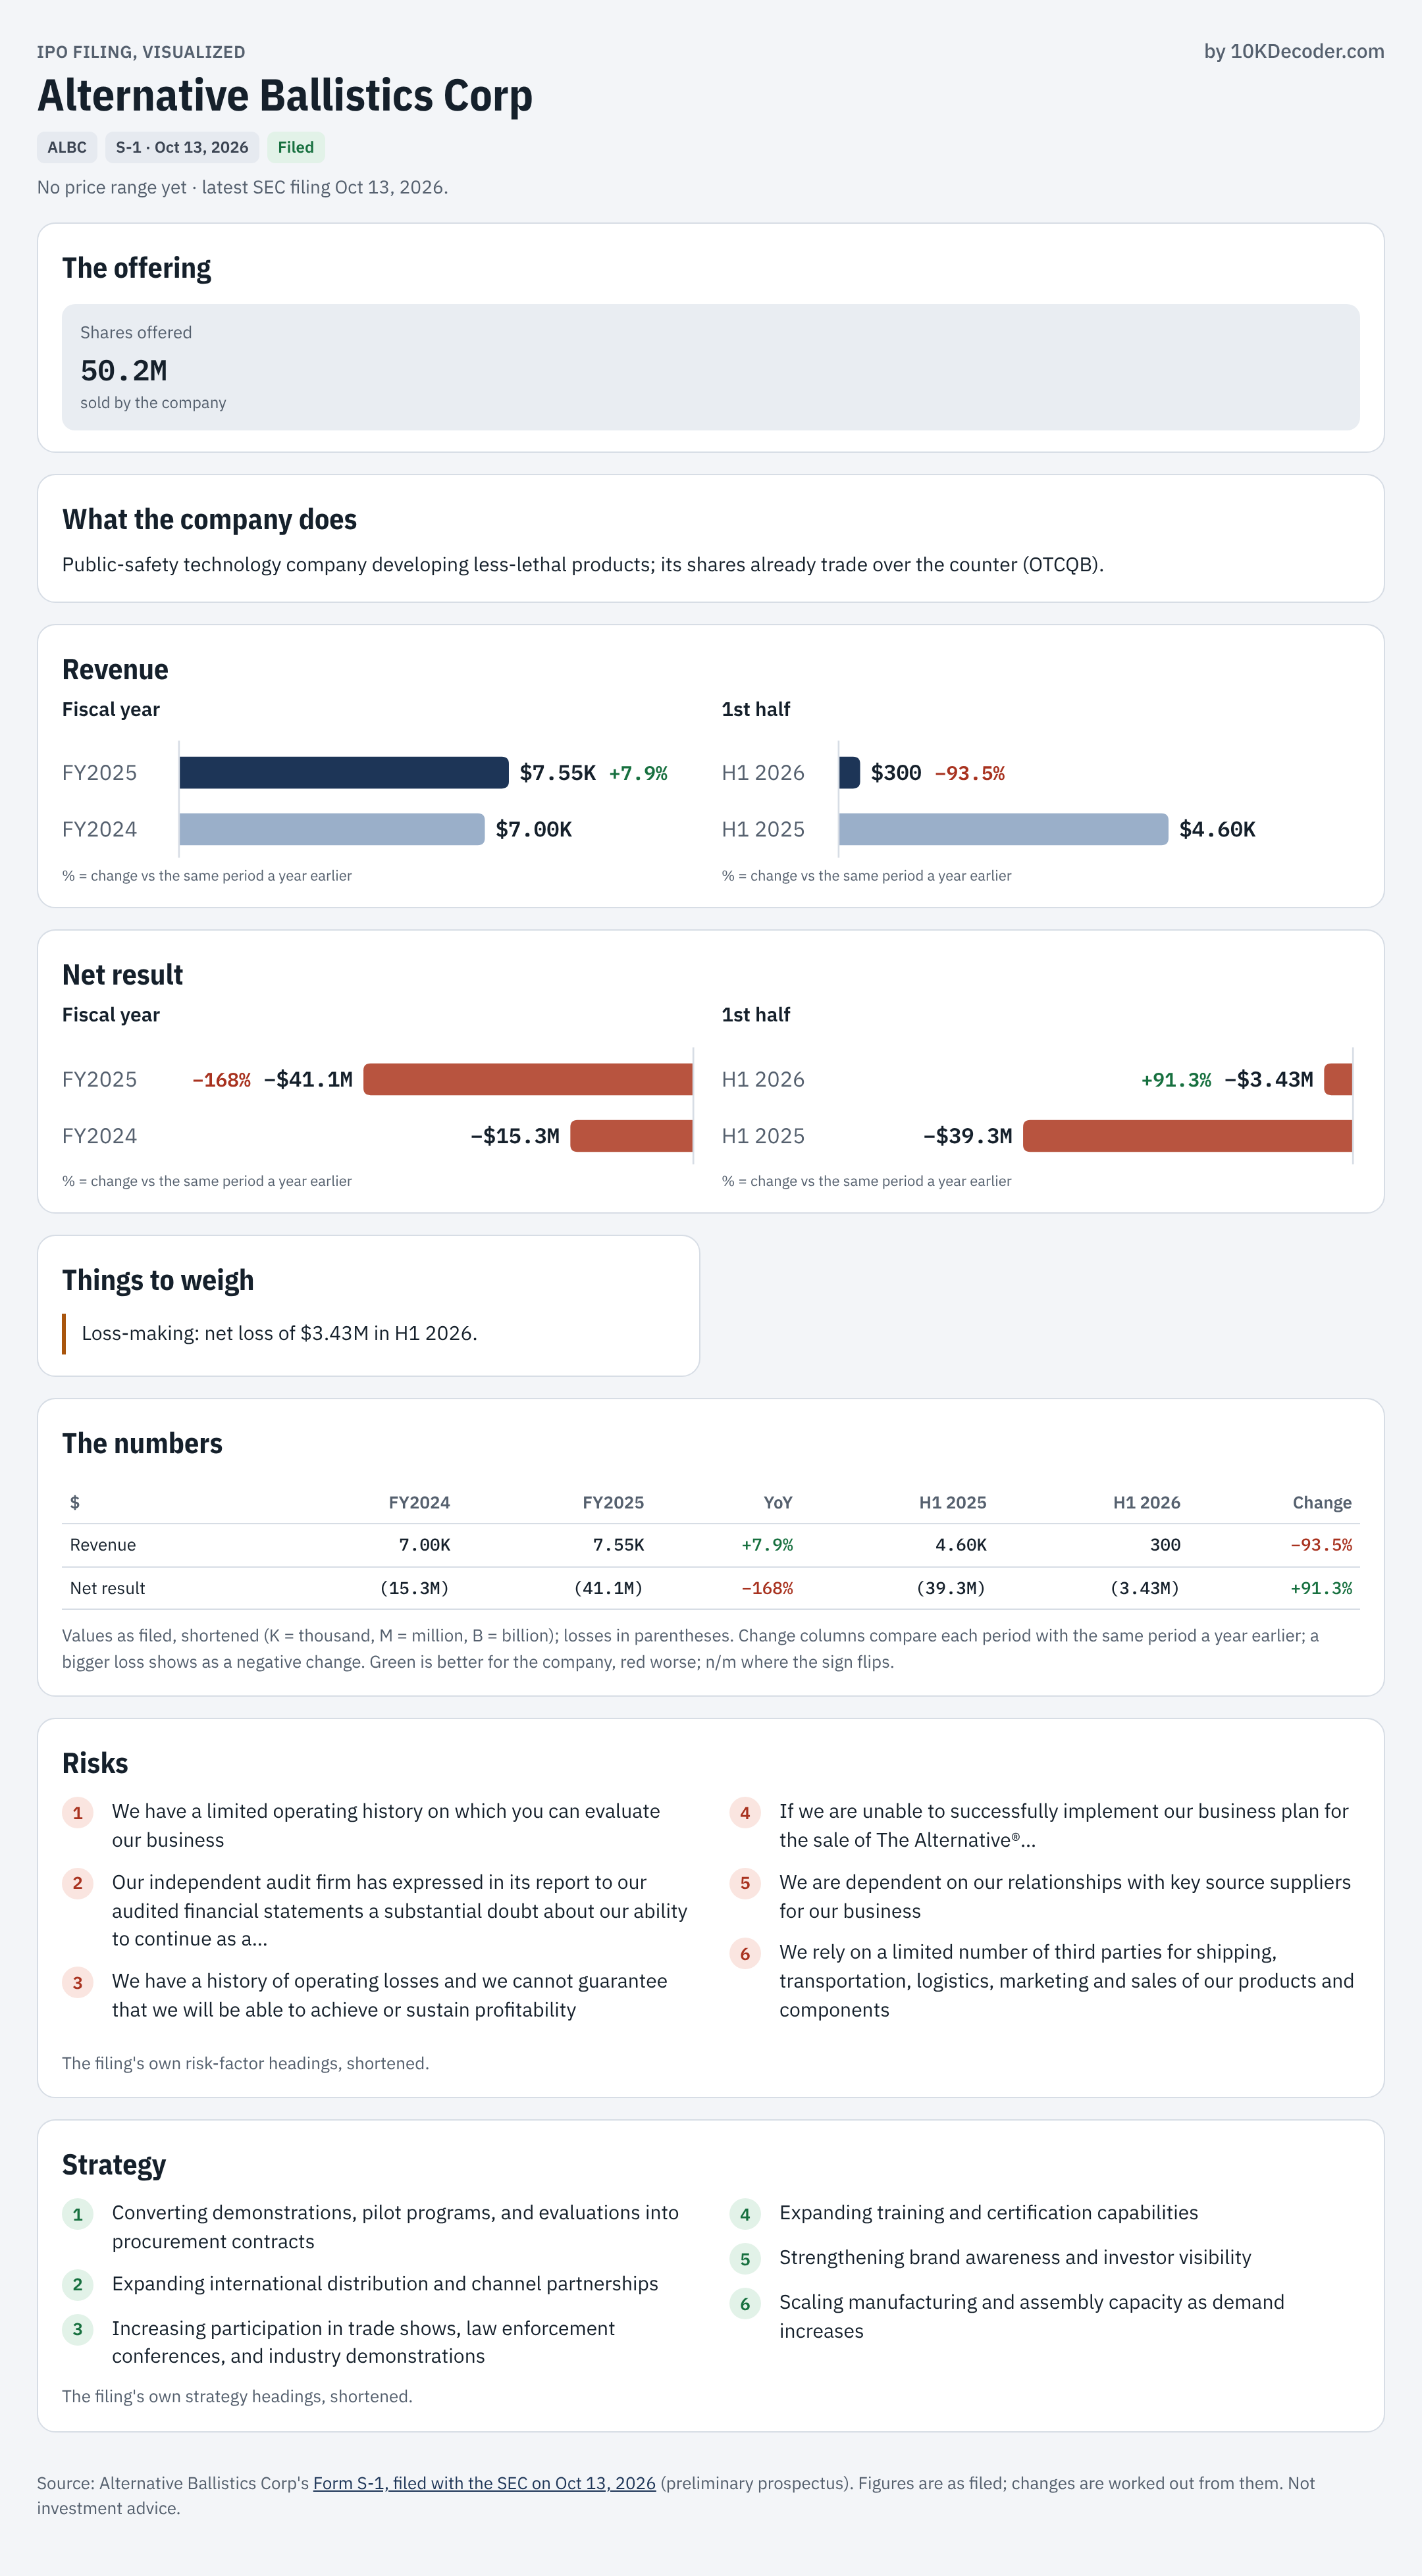 IPO FILING, VISUALIZED
by 10KDecoder.com
Alternative Ballistics Corp
ALBC
S-1 · Oct 13, 2026
Filed
No price range yet · latest SEC filing Oct 13, 2026.
The offering
Shares offered
50.2M
sold by the company
What the company does
Public-safety technology company developing less-lethal products; its shares already trade over the counter (OTCQB).
Revenue
Fiscal year
FY2025 $7.55K +7.9%
FY2024 $7.00K
% = change vs the same period a year earlier
1st half
H1 2026 $300 −93.5%
H1 2025 $4.60K
% = change vs the same period a year earlier
Net result
Fiscal year
FY2025 −168% −$41.1M
FY2024 −$15.3M
% = change vs the same period a year earlier
1st half
H1 2026 +91.3% −$3.43M
H1 2025 −$39.3M
% = change vs the same period a year earlier
Things to weigh
Loss-making: net loss of $3.43M in H1 2026.
The numbers
$ FY2024 FY2025 YoY H1 2025 H1 2026 Change
Revenue 7.00K 7.55K +7.9% 4.60K 300 −93.5%
Net result (15.3M) (41.1M) −168% (39.3M) (3.43M) +91.3%
Values as filed, shortened (K = thousand, M = million, B = billion); losses in parentheses. Change columns compare each period with the same period a year earlier; a
bigger loss shows as a negative change. Green is better for the company, red worse; n/m where the sign flips.
Risks
1 We have a limited operating history on which you can evaluate
our business
2 Our independent audit firm has expressed in its report to our
audited financial statements a substantial doubt about our ability
to continue as a…
3 We have a history of operating losses and we cannot guarantee
that we will be able to achieve or sustain profitability
4 If we are unable to successfully implement our business plan for
the sale of The Alternative®…
5 We are dependent on our relationships with key source suppliers
for our business
6 We rely on a limited number of third parties for shipping,
transportation, logistics, marketing and sales of our products and
components
The filing's own risk-factor headings, shortened.
Strategy
1 Converting demonstrations, pilot programs, and evaluations into
procurement contracts
2 Expanding international distribution and channel partnerships
3 Increasing participation in trade shows, law enforcement
conferences, and industry demonstrations
4 Expanding training and certification capabilities
5 Strengthening brand awareness and investor visibility
6 Scaling manufacturing and assembly capacity as demand
increases
The filing's own strategy headings, shortened.
Source: Alternative Ballistics Corp's Form S-1, filed with the SEC on Oct 13, 2026 (preliminary prospectus). Figures are as filed; changes are worked out from them. Not
investment advice.